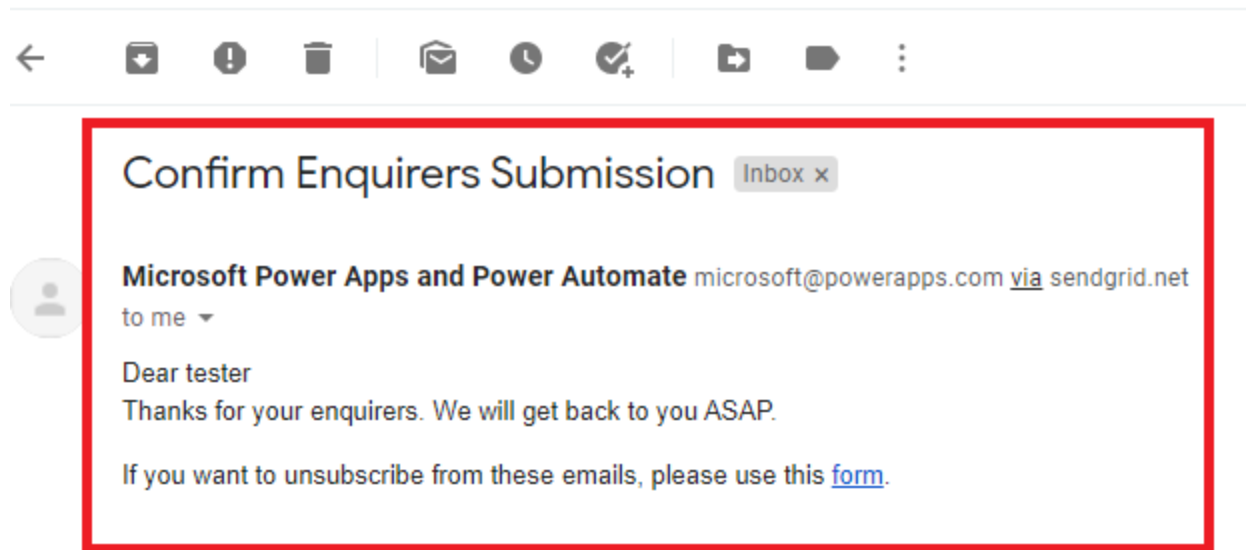 Confirm Enquirers Submission Inbox x
Microsoft Power Apps and Power Automate microsoft@powerapps.com via sendgrid.net
to me
Dear tester
Thanks for your enquirers. We will get back to you ASAP.
If you want to unsubscribe from these emails, please use this form.